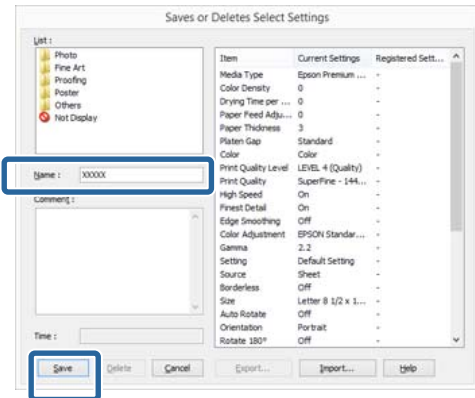 Saves or Deletes Select Settings
List :
Photo
Fine Art
Proofing
Poster
Others
Not Display
Name : XXXXX
Comment :
Time :
Item Current Settings Registered Sett...
Media Type Epson Premium ... -
Color Density 0 -
Drying Time per ... 0 -
Paper Feed Adju... 0 -
Paper Thickness 3 -
Platen Gap Standard -
Color Color -
Print Quality Level LEVEL 4 (Quality) -
Print Quality SuperFine - 144... -
High Speed On -
Finest Detail On -
Edge Smoothing Off -
Color Adjustment EPSON Standar... -
Gamma 2.2 -
Setting Default Setting -
Source Sheet -
Borderless Off -
Size Letter 8 1/2 x 1... -
Auto Rotate Off -
Orientation Portrait -
Rotate 180° Off -
Save Delete Cancel Export... Import... Help